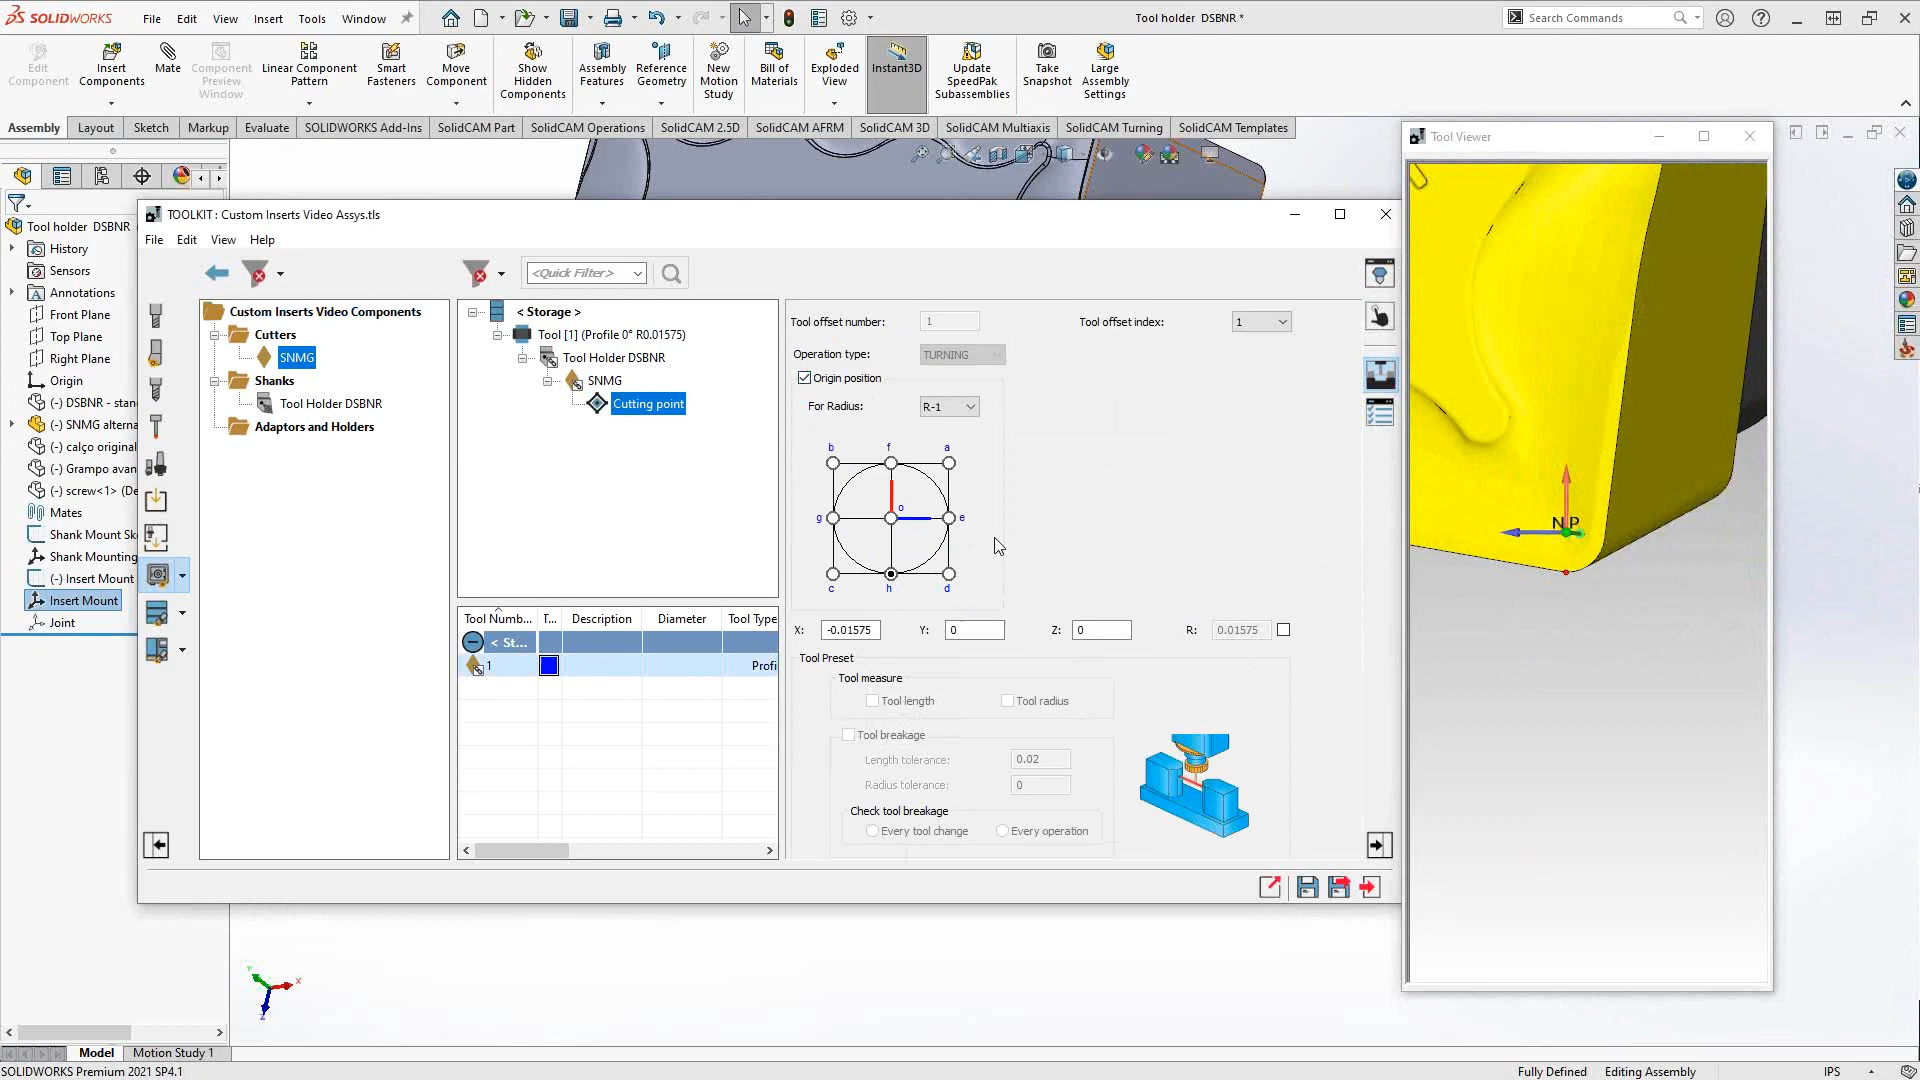 SOLIDWORKS
File Edit View Insert Tools Window
Tool holder DSBNR *
Search Commands
Edit Component
Insert Components
Mate
Component Preview Window
Linear Component Pattern
Smart Fasteners
Move Component
Show Hidden Components
Assembly Features
Reference Geometry
New Motion Study
Bill of Materials
Exploded View
Instant3D
Update SpeedPak Subassemblies
Take Snapshot
Large Assembly Settings
Assembly Layout Sketch Markup Evaluate SOLIDWORKS Add-Ins SolidCAM Part SolidCAM Operations SolidCAM 2.5D SolidCAM AFRM SolidCAM 3D SolidCAM Multiaxis SolidCAM Turning SolidCAM Templates
Tool holder DSBNR
History
Sensors
Annotations
Front Plane
Top Plane
Right Plane
Origin
(-) DSBNR - stan
(-) SNMG alterna
calço original
(-) Grampo avan
(-) screw<1> (De
Mates
Shank Mount Sk
Shank Mounting
(-) Insert Mount
Insert Mount
Joint
TOOLKIT : Custom Inserts Video Assys.tls
File Edit View Help
<Quick Filter>
Custom Inserts Video Components
Cutters
SNMG
Shanks
Tool Holder DSBNR
Adaptors and Holders
< Storage >
Tool [1] (Profile 0° R0.01575)
Tool Holder DSBNR
SNMG
Cutting point
Tool Numb... T... Description Diameter Tool Type
< St...
1 Profi
Tool offset number: 1 Tool offset index: 1
Operation type: TURNING
Origin position
For Radius: R-1
b f a
g o e
c h d
X: -0.01575 Y: 0 Z: 0 R: 0.01575
Tool Preset
Tool measure
Tool length Tool radius
Tool breakage
Length tolerance: 0.02
Radius tolerance: 0
Check tool breakage
Every tool change Every operation
Tool Viewer
N P
Y X Z
Model Motion Study 1
SOLIDWORKS Premium 2021 SP4.1
Fully Defined Editing Assembly IPS